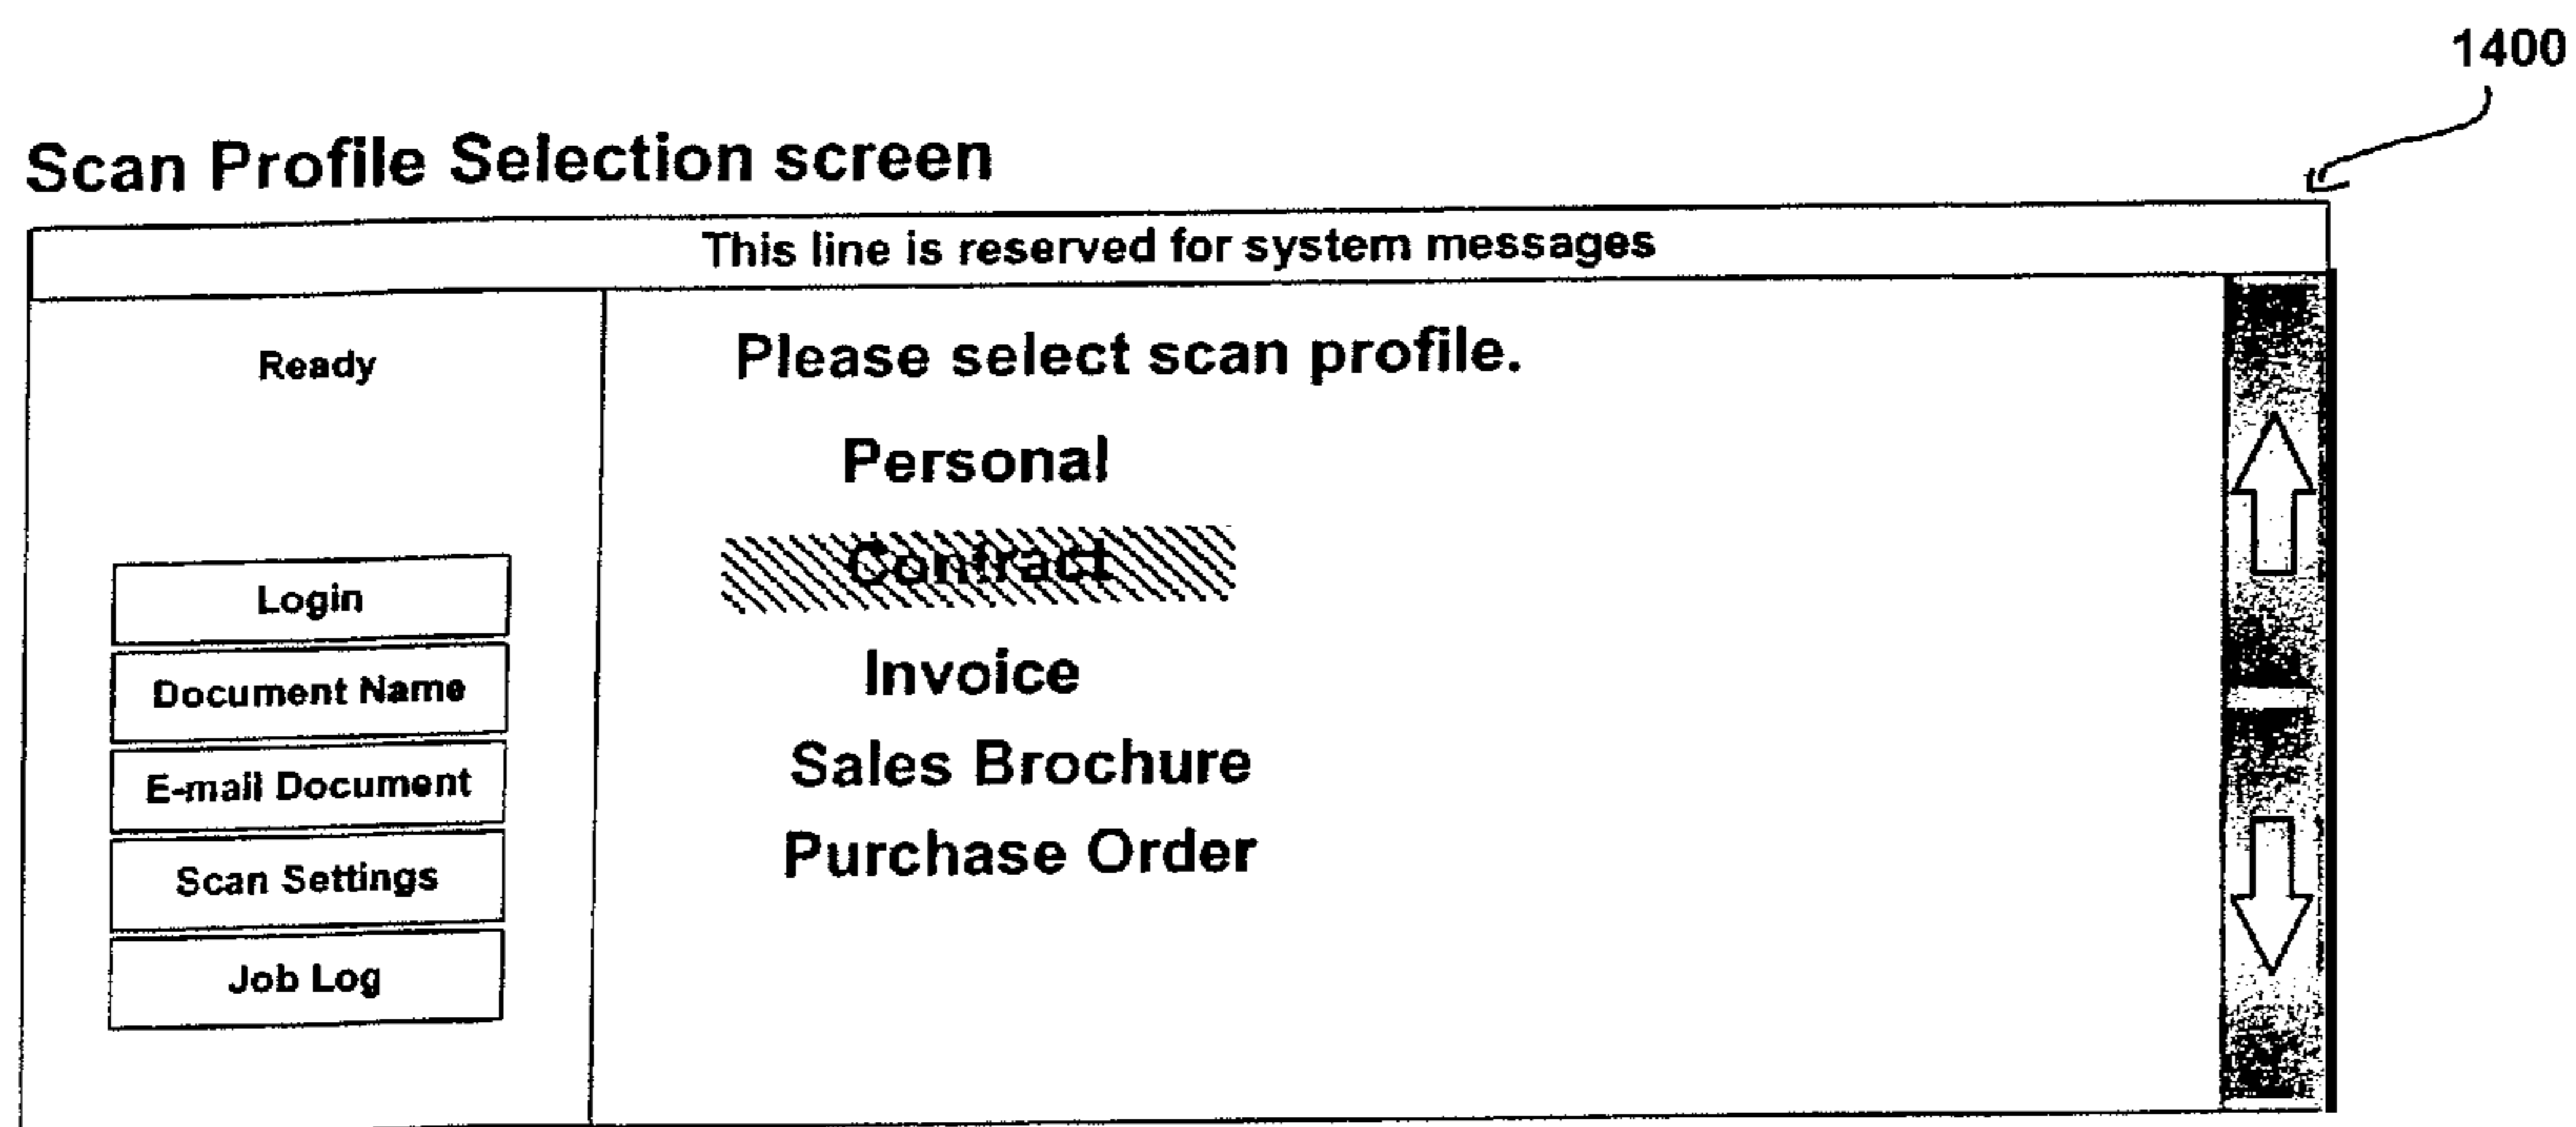 1400
Scan Profile Selection screen
This line is reserved for system messages
Ready
Login
Document Name
E-mail Document
Scan Settings
Job Log
Please select scan profile.
Personal
Contract
Invoice
Sales Brochure
Purchase Order